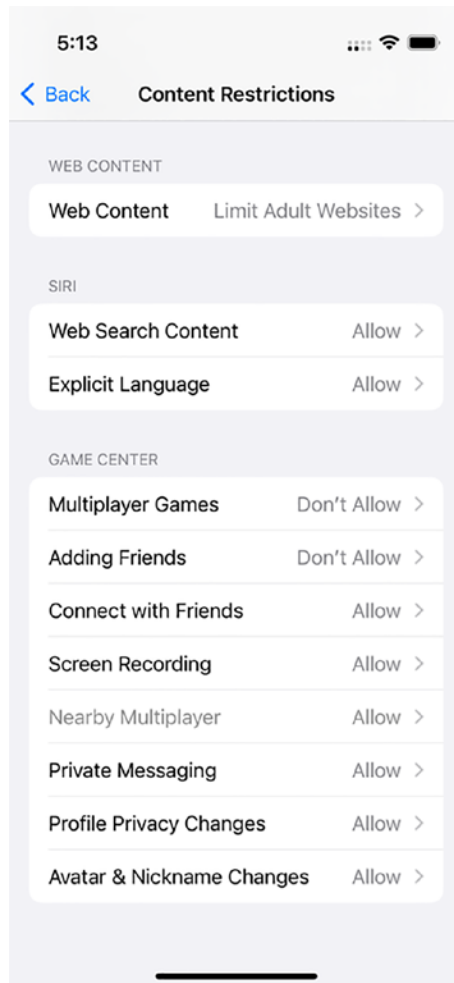 5:13
Back Content Restrictions
WEB CONTENT
Web Content Limit Adult Websites
SIRI
Web Search Content Allow
Explicit Language Allow
GAME CENTER
Multiplayer Games Don’t Allow
Adding Friends Don’t Allow
Connect with Friends Allow
Screen Recording Allow
Nearby Multiplayer Allow
Private Messaging Allow
Profile Privacy Changes Allow
Avatar & Nickname Changes Allow